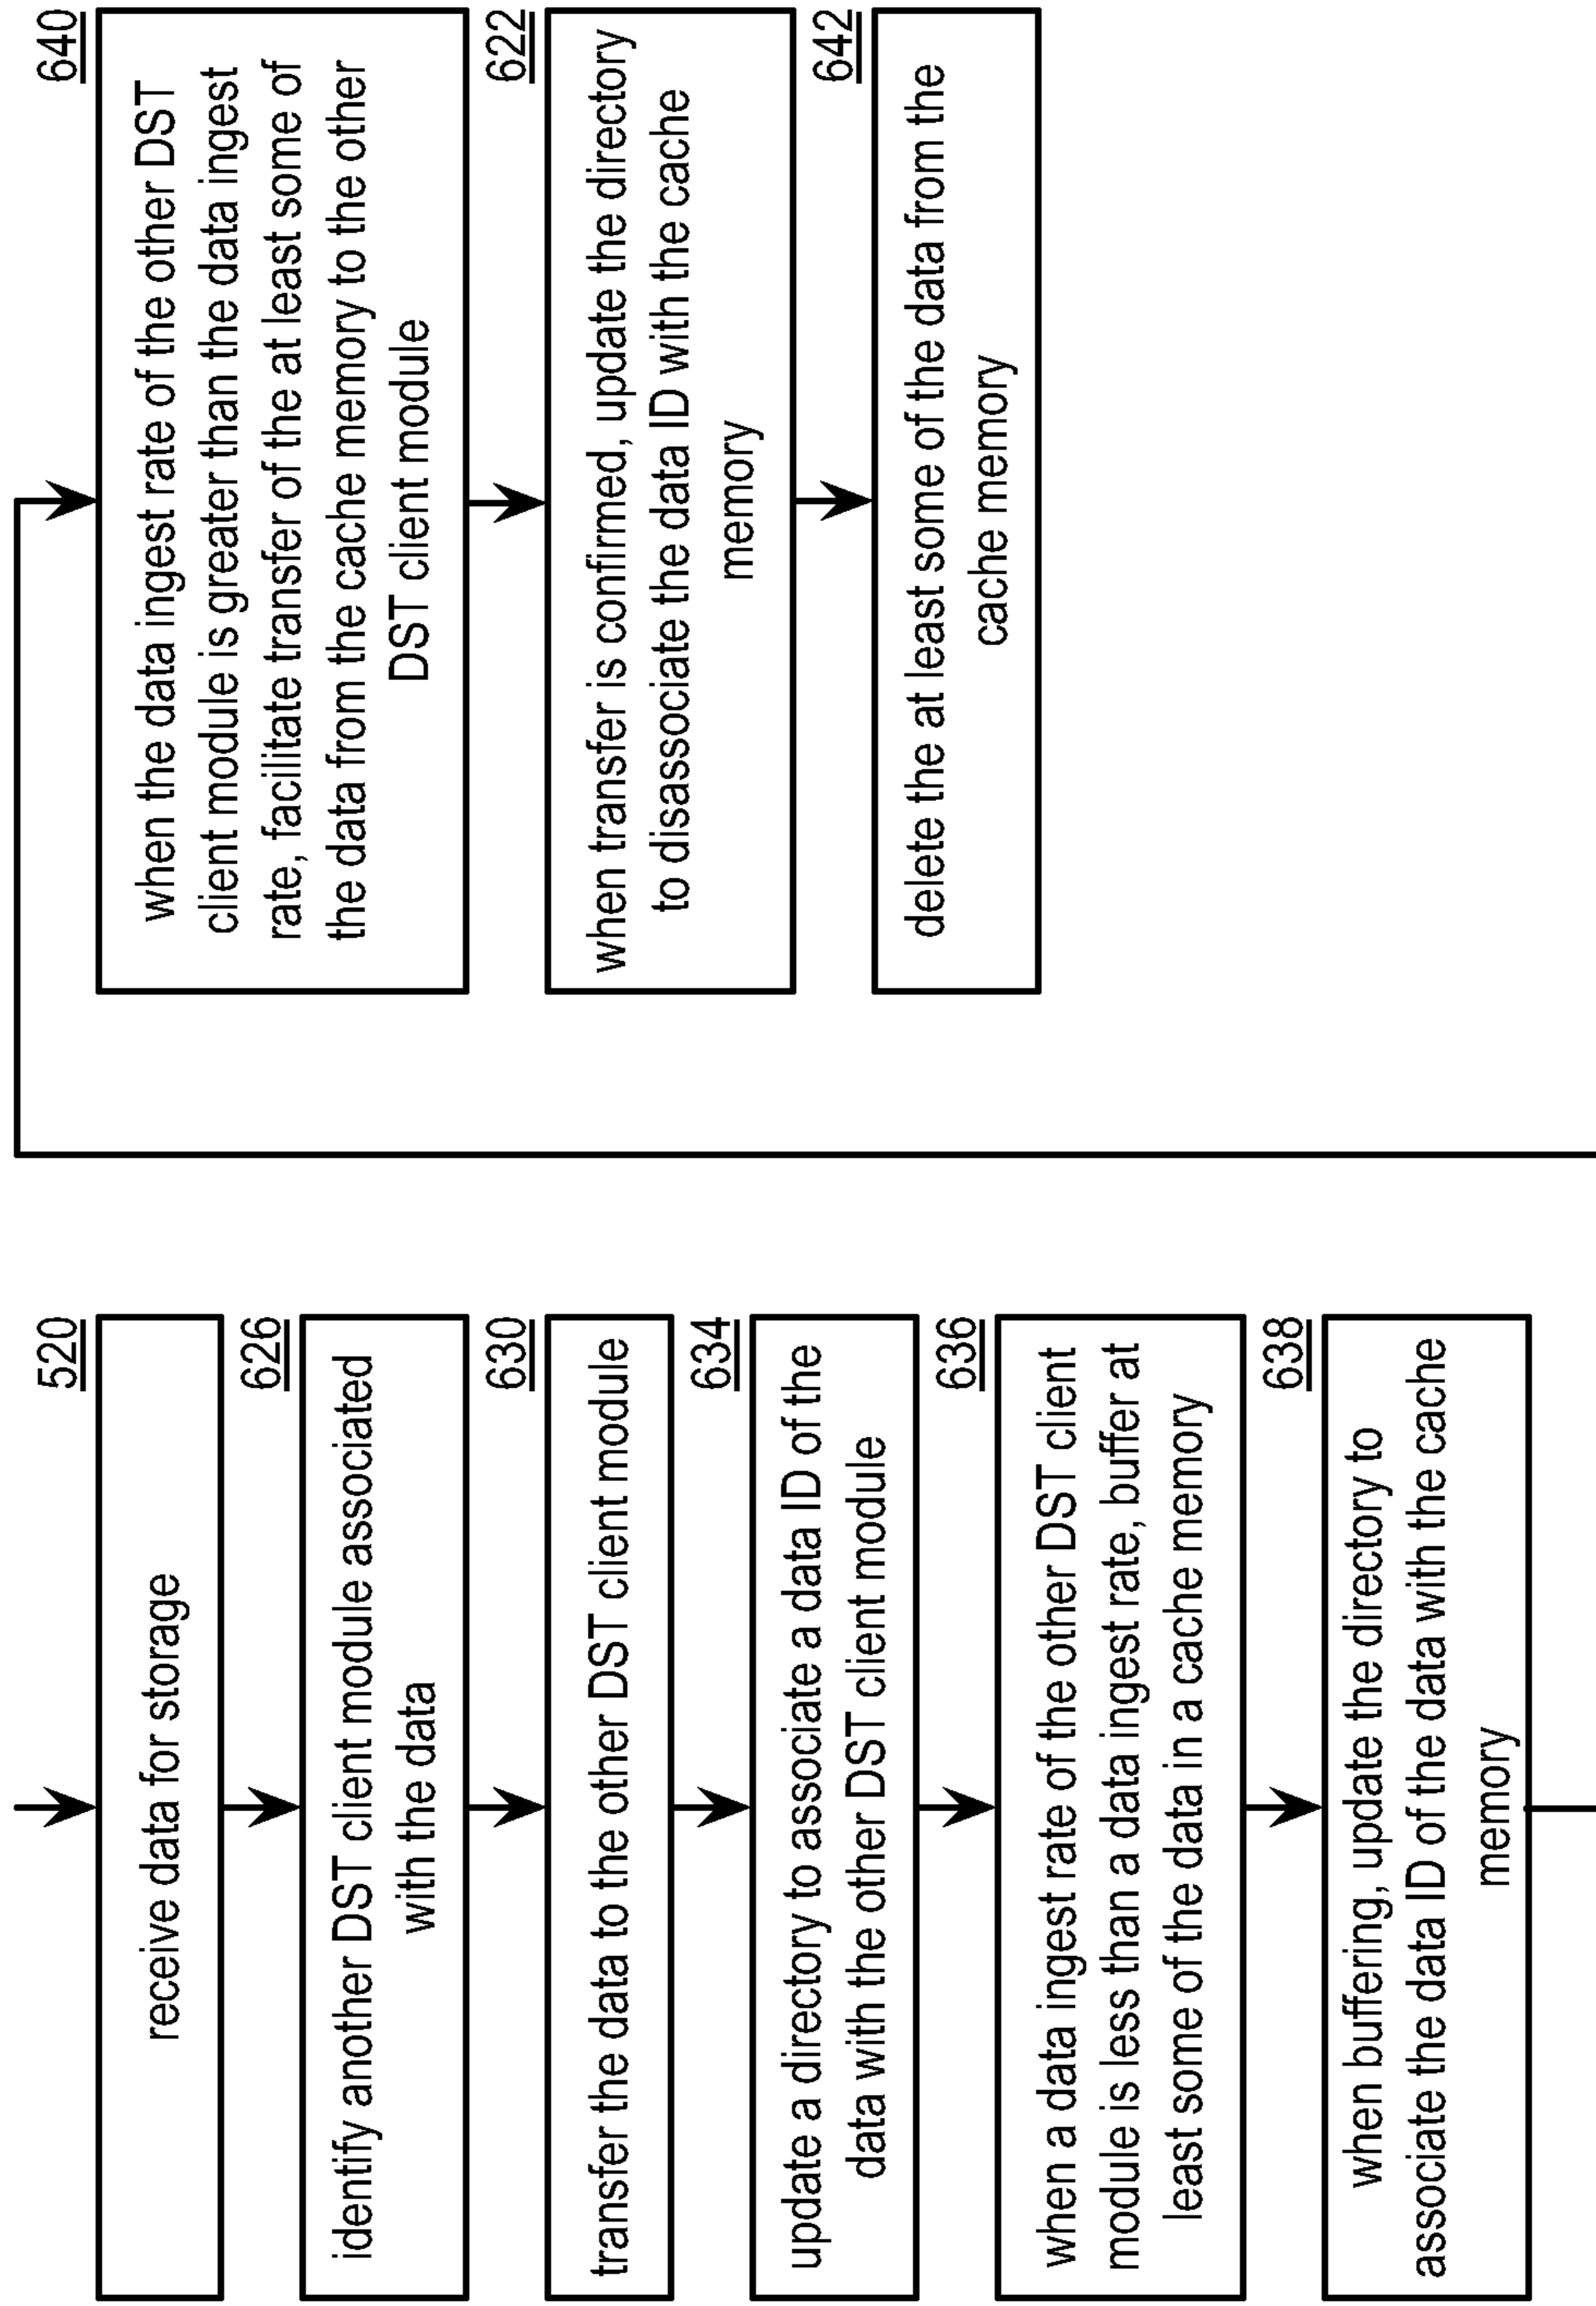 520
receive data for storage
626
identify another DST client module associated
with the data
630
transfer the data to the other DST client module
634
update a directory to associate a data ID of the
data with the other DST client module
636
when a data ingest rate of the other DST client
module is less than a data ingest rate, buffer at
least some of the data in a cache memory
638
when buffering, update the directory to
associate the data ID of the data with the cache
memory
640
when the data ingest rate of the other DST
client module is greater than the data ingest
rate, facilitate transfer of the at least some of
the data from the cache memory to the other
DST client module
622
when transfer is confirmed, update the directory
to disassociate the data ID with the cache
memory
642
delete the at least some of the data from the
cache memory